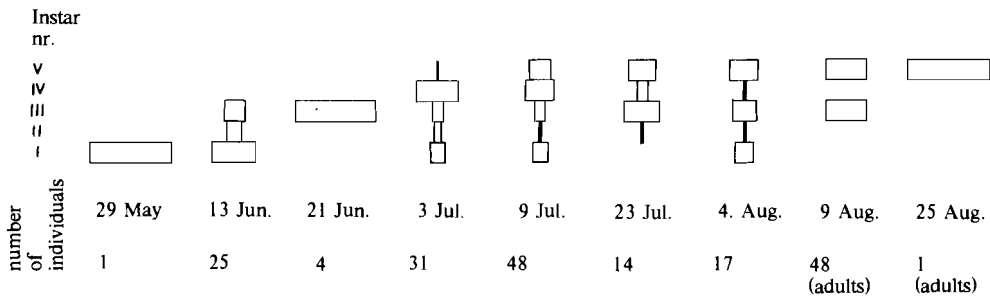 Instar
nr.
V
IV
III
II
I
number
of
individuals
29 May 13 Jun. 21 Jun. 3 Jul. 9 Jul. 23 Jul. 4. Aug. 9 Aug. 25 Aug.
1 25 4 31 48 14 17 48 1
(adults) (adults)